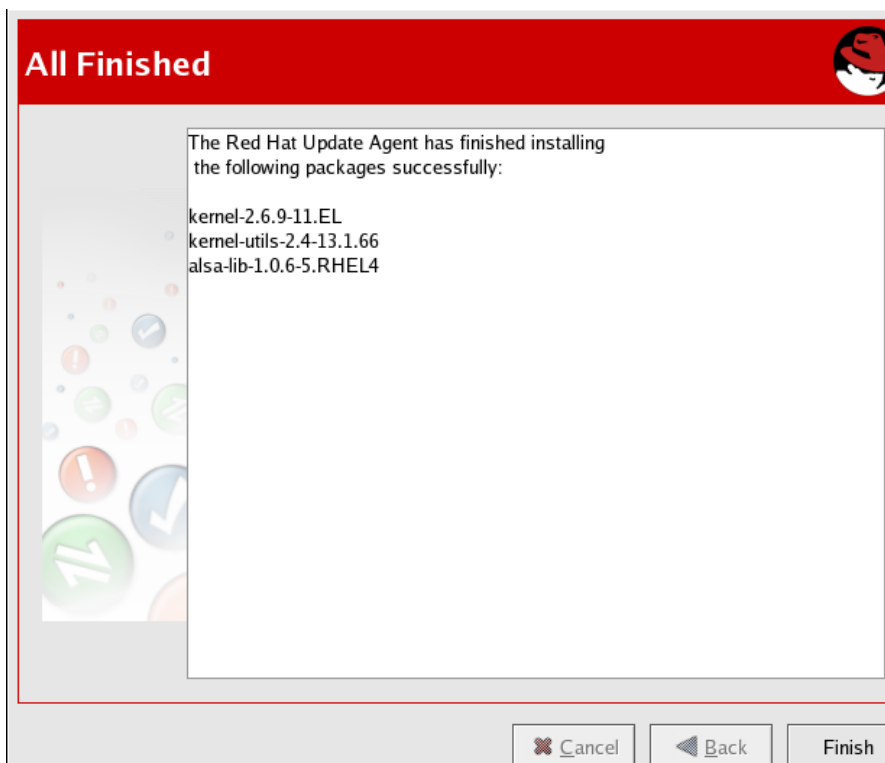 All Finished
The Red Hat Update Agent has finished installing
the following packages successfully:
kernel-2.6.9-11.EL
kernel-utils-2.4-13.1.66
alsa-lib-1.0.6-5.RHEL4
Cancel
Back
Finish